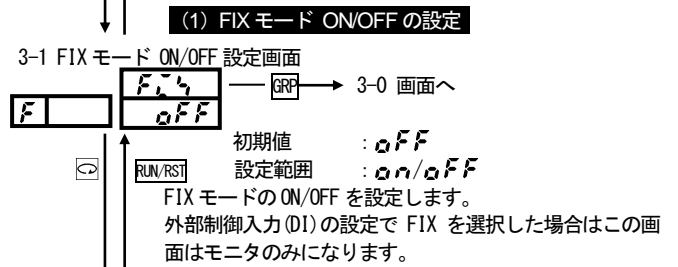 (1) FIX モード ON/OFF の設定
3-1 FIX モード ON/OFF 設定画面
FiX
GRP
3-0 画面へ
F
oFF
初期値 :oFF
RUN/RST
設定範囲 :on/oFF
FIX モードの ON/OFF を設定します。
外部制御入力(DI)の設定で FIX を選択した場合はこの画
面はモニタのみになります。